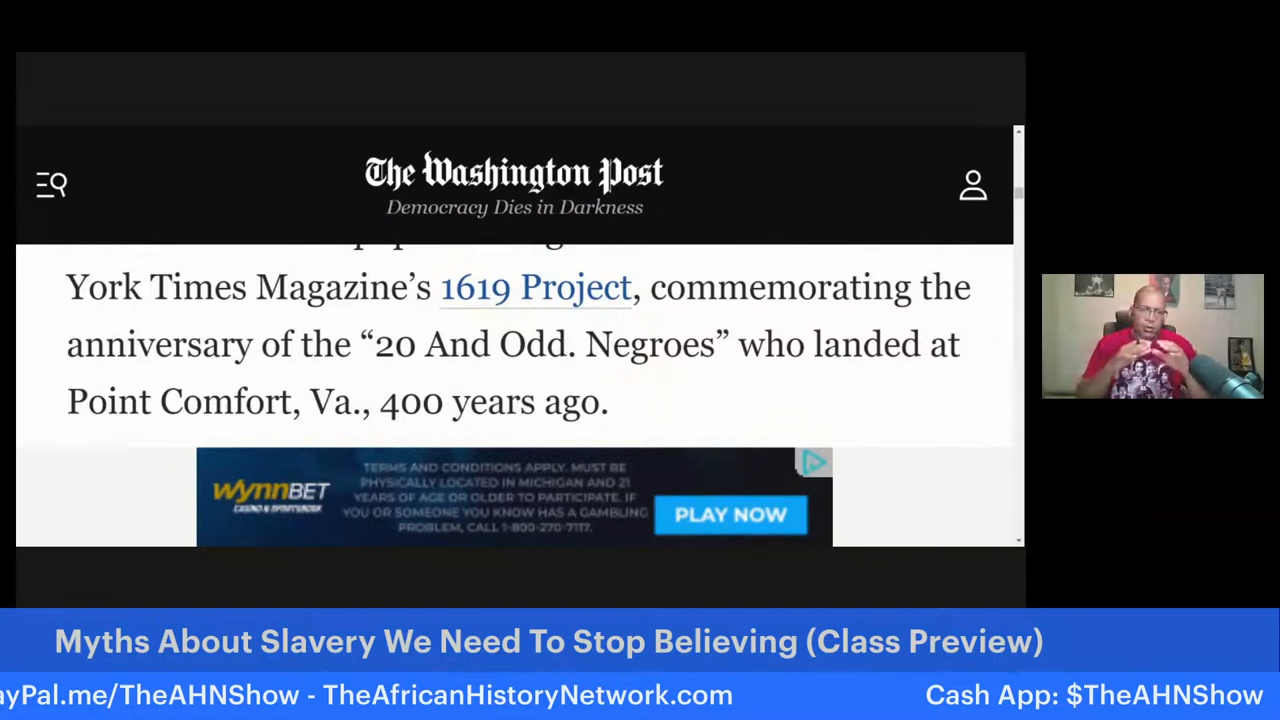 The Washington Post
Democracy Dies in Darkness
York Times Magazine’s 1619 Project, commemorating the
anniversary of the “20 And Odd. Negroes” who landed at
Point Comfort, Va., 400 years ago.
WYNNBET
CASINO & SPORTSBOOK
TERMS AND CONDITIONS APPLY. MUST BE
PHYSICALLY LOCATED IN MICHIGAN AND 21
YEARS OF AGE OR OLDER TO PARTICIPATE. IF
YOU OR SOMEONE YOU KNOW HAS A GAMBLING
PROBLEM, CALL 1-800-270-7117.
PLAY NOW
Myths About Slavery We Need To Stop Believing (Class Preview)
ayPal.me/TheAHNShow - TheAfricanHistoryNetwork.com
Cash App: $TheAHNShow